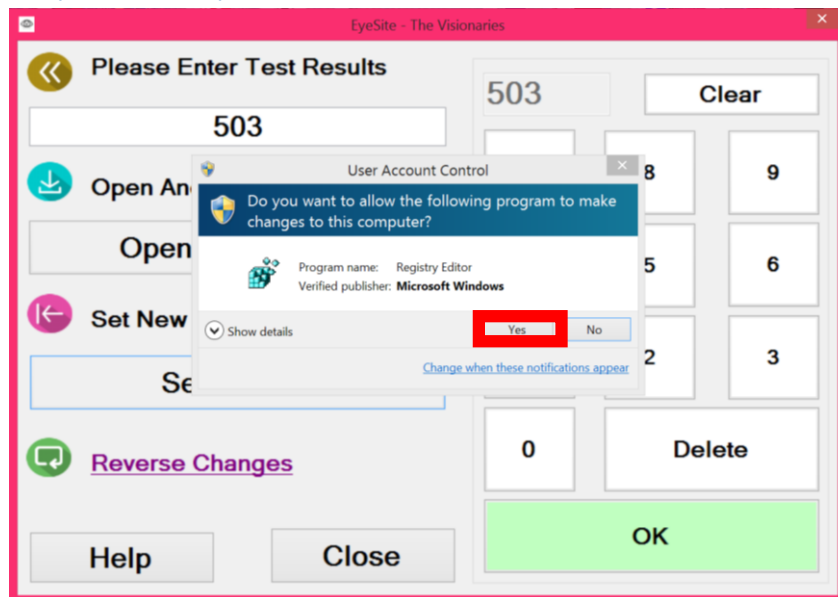 EyeSite - The Visionaries
Please Enter Test Results
503
Open An
Open
Set New
Se
Reverse Changes
Help
Close
User Account Control
Do you want to allow the following program to make
changes to this computer?
Program name: Registry Editor
Verified publisher: Microsoft Windows
Show details
Yes
No
Change when these notifications appear
503
Clear
8
9
5
6
2
3
0
Delete
OK